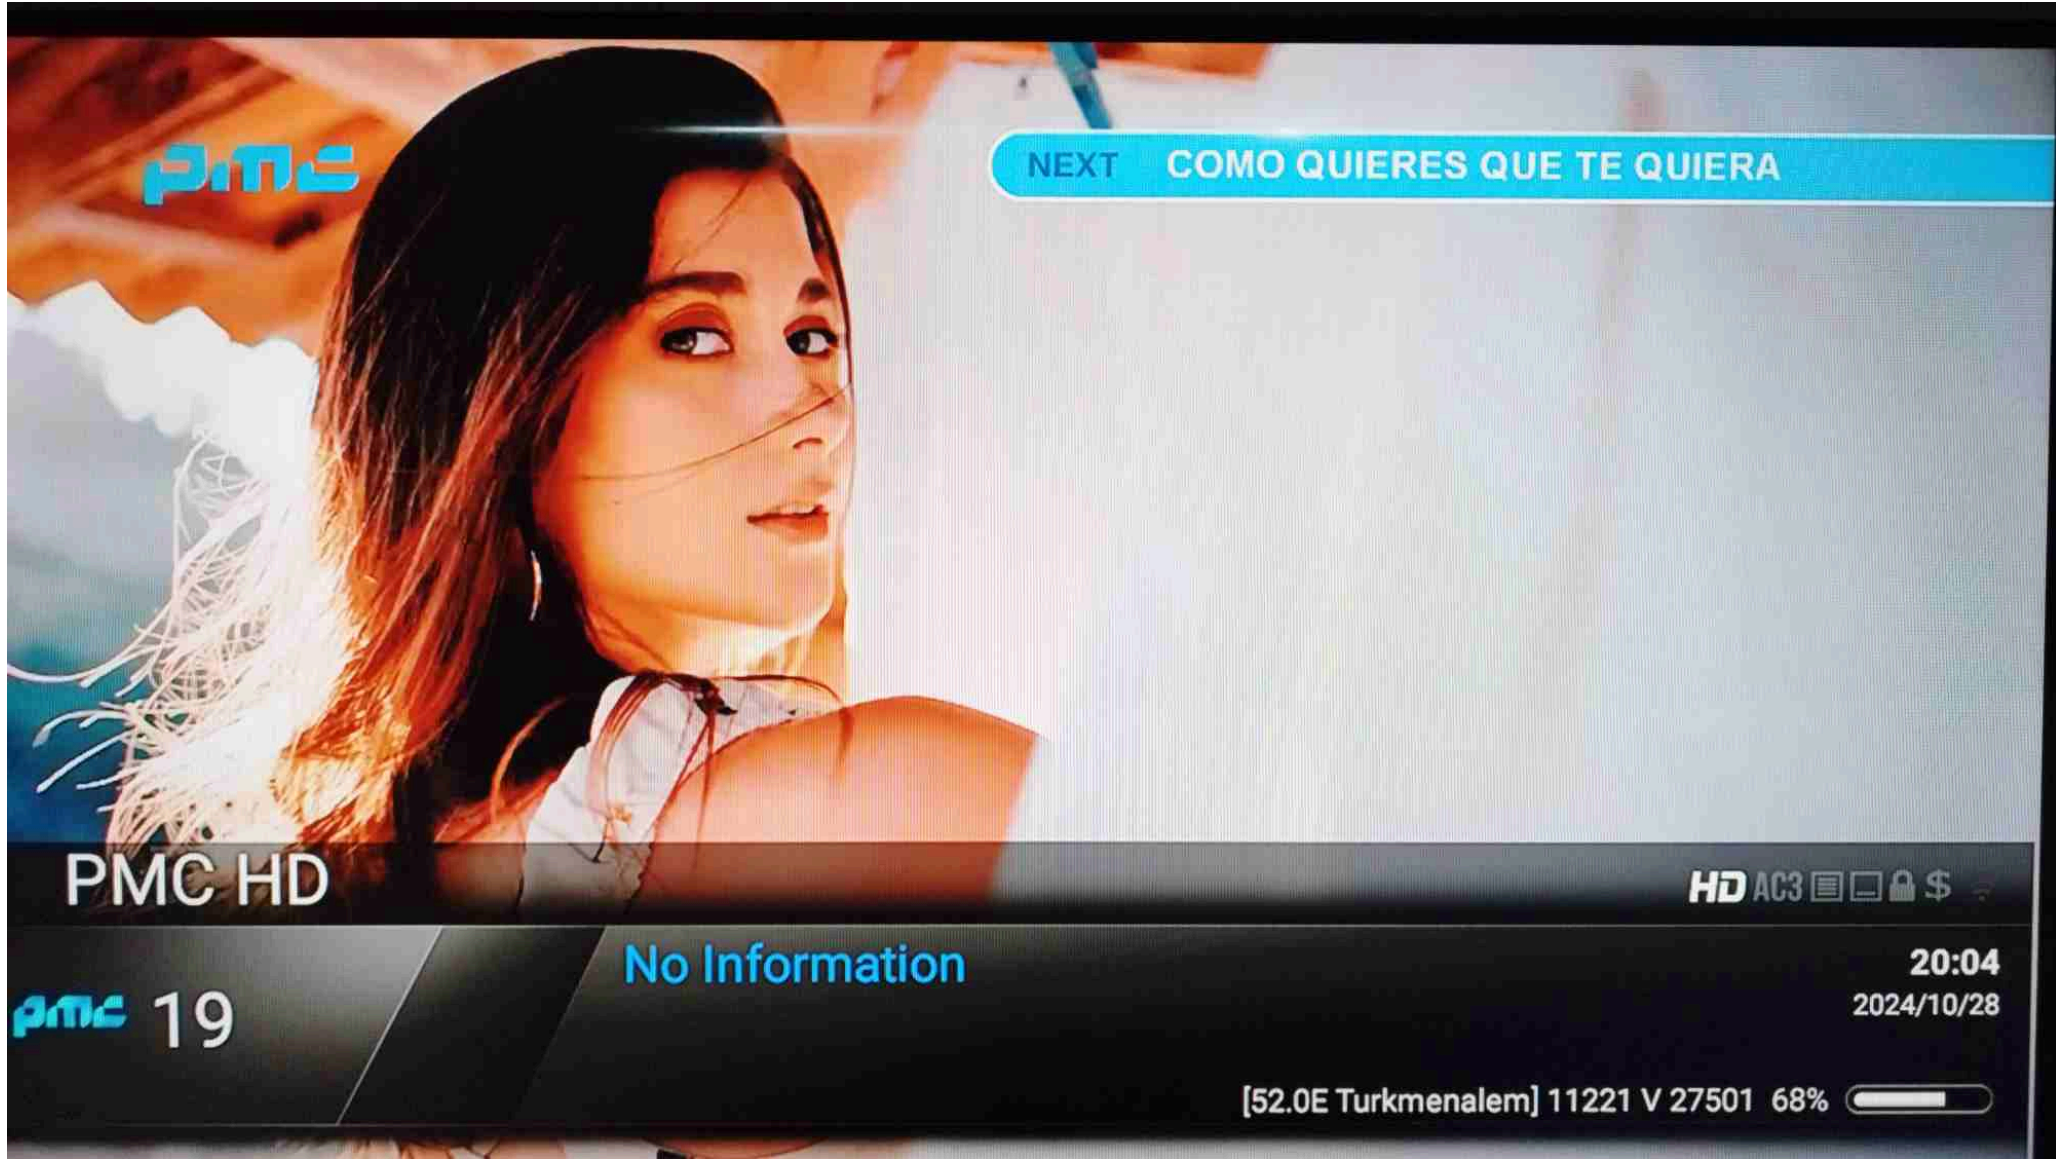 pmc
NEXT COMO QUIERES QUE TE QUIERA
PMC HD
HD AC3 $
No Information
20:04
pmc 19
2024/10/28
[52.0E Turkmenalem] 11221 V 27501 68%